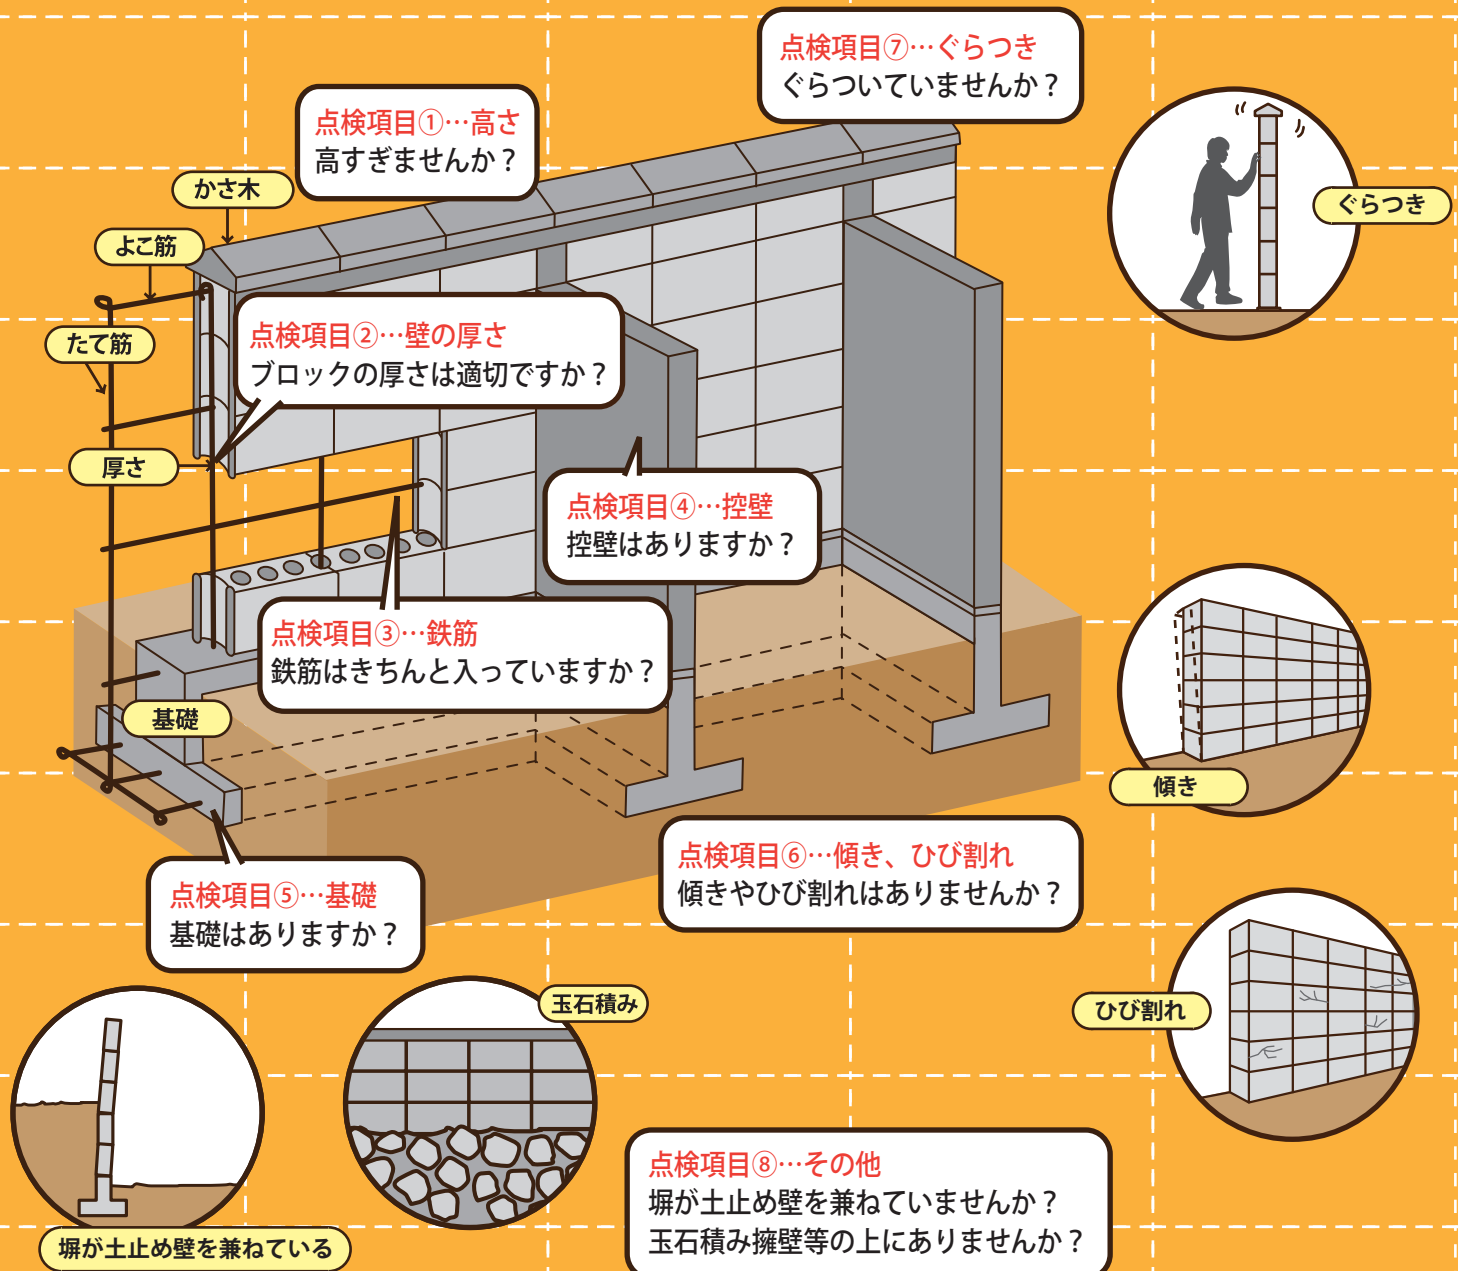 点検項目⑦…ぐらつき
ぐらついていませんか？
点検項目①…高さ
高すぎませんか？
かさ木
よこ筋
ぐらつき
たて筋
点検項目②…壁の厚さ
ブロックの厚さは適切ですか？
厚さ
点検項目④…控壁
控壁はありますか？
点検項目③…鉄筋
鉄筋はきちんと入っていますか？
基礎
傾き
点検項目⑥…傾き、ひび割れ
傾きやひび割れはありませんか？
点検項目⑤…基礎
基礎はありますか？
玉石積み
ひび割れ
点検項目⑧…その他
塀が土止め壁を兼ねていませんか？
玉石積み擁壁等の上にありませんか？
塀が土止め壁を兼ねている